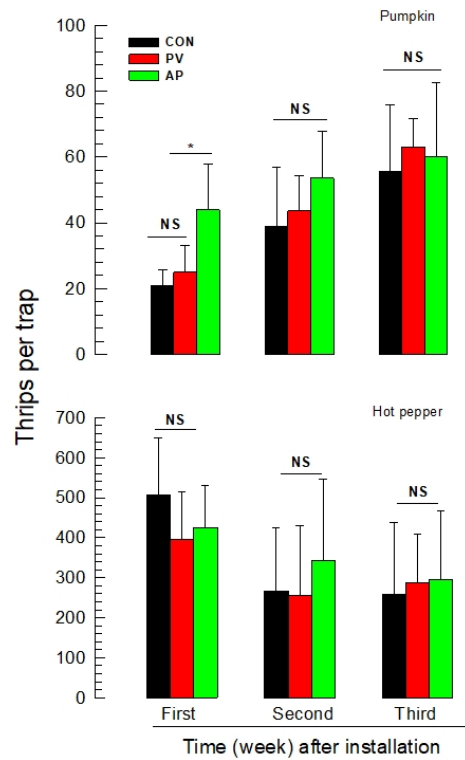 Pumpkin
100
80
60
40
20
0
CON
PV
AP
NS
*
NS
NS
Thrips per trap
Hot pepper
700
600
500
400
300
200
100
0
NS
NS
NS
First Second Third
Time (week) after installation